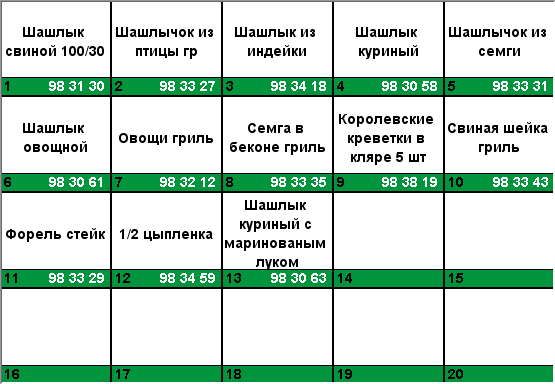 Шашлык
свиной 100/30
1 98 31 30
Шашлычок из
птицы гр
2 98 33 27
Шашлык из
индейки
3 98 34 18
Шашлык
куриный
4 98 30 58
Шашлычок из
семги
5 98 33 31
Шашлык
овощной
6 98 30 61
Овощи гриль
7 98 32 12
Семга в
беконе гриль
8 98 33 35
Королевские
креветки в
кляре 5 шт
9 98 38 19
Свиная шейка
гриль
10 98 33 43
Форель стейк
11 98 33 29
1/2 цыпленка
12 98 34 59
Шашлык
куриный с
маринованым
луком
13 98 30 63
14
15
16
17
18
19
20